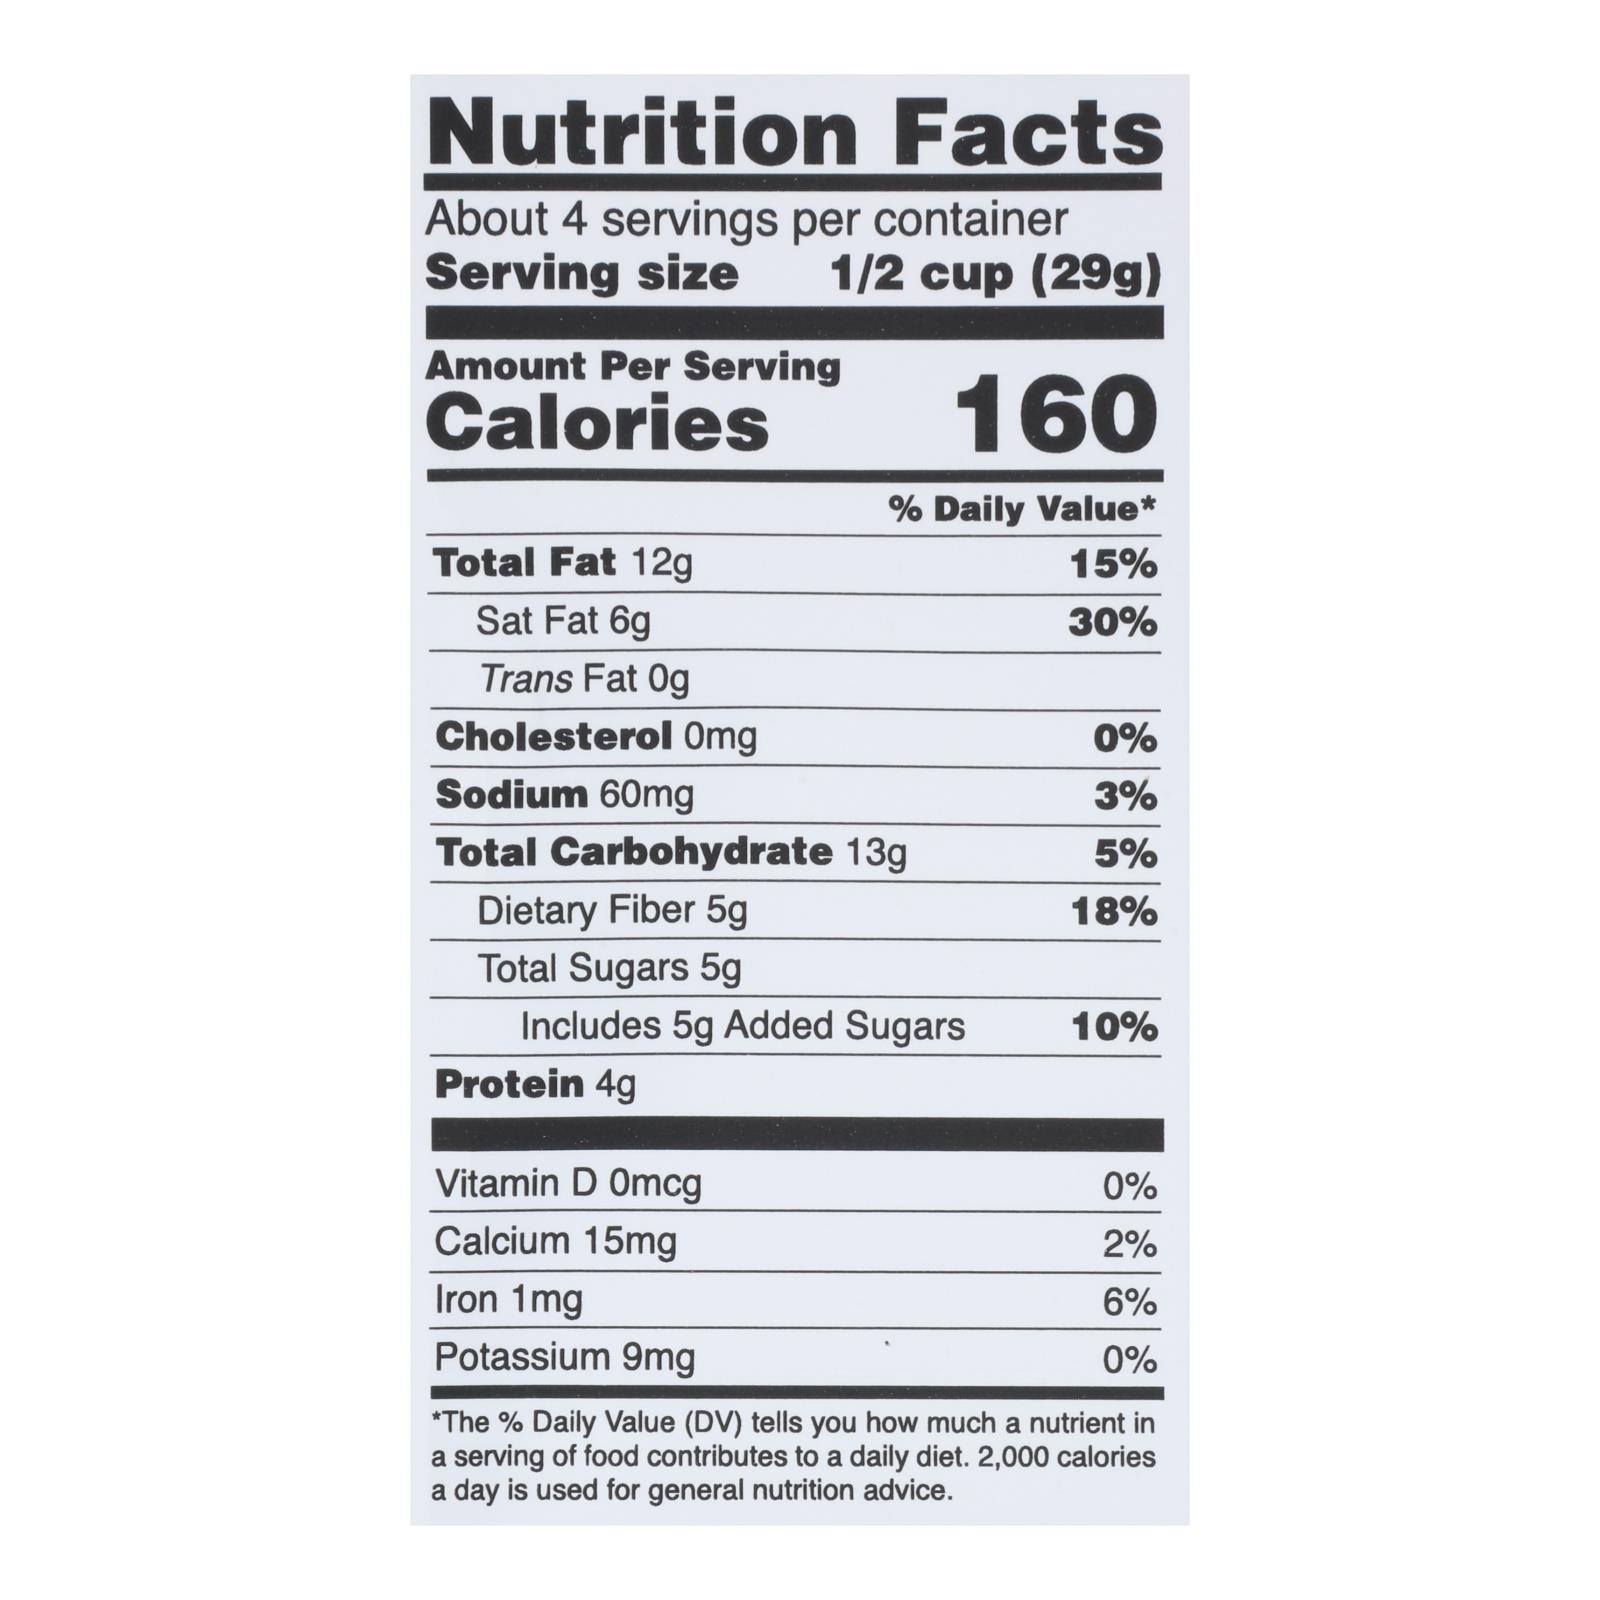 Nutrition Facts
About 4 servings per container
Serving size 1/2 cup (29g)
Amount Per Serving
Calories 160
% Daily Value*
Total Fat 12g 15%
Sat Fat 6g 30%
Trans Fat 0g
Cholesterol 0mg 0%
Sodium 60mg 3%
Total Carbohydrate 13g 5%
Dietary Fiber 5g 18%
Total Sugars 5g
Includes 5g Added Sugars 10%
Protein 4g
Vitamin D 0mcg 0%
Calcium 15mg 2%
Iron 1mg 6%
Potassium 9mg 0%
*The % Daily Value (DV) tells you how much a nutrient in
a serving of food contributes to a daily diet. 2,000 calories
a day is used for general nutrition advice.